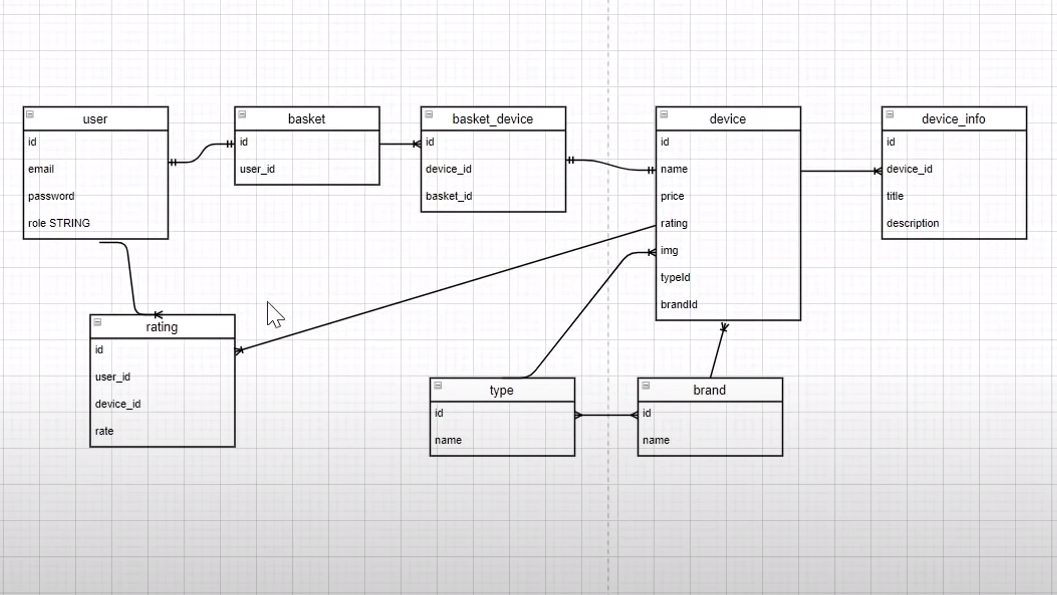 user
id
email
password
role STRING
basket
id
user_id
basket_device
id
device_id
basket_id
device
id
name
price
rating
img
typeId
brandId
device_info
id
device_id
title
description
rating
id
user_id
device_id
rate
type
id
name
brand
id
name